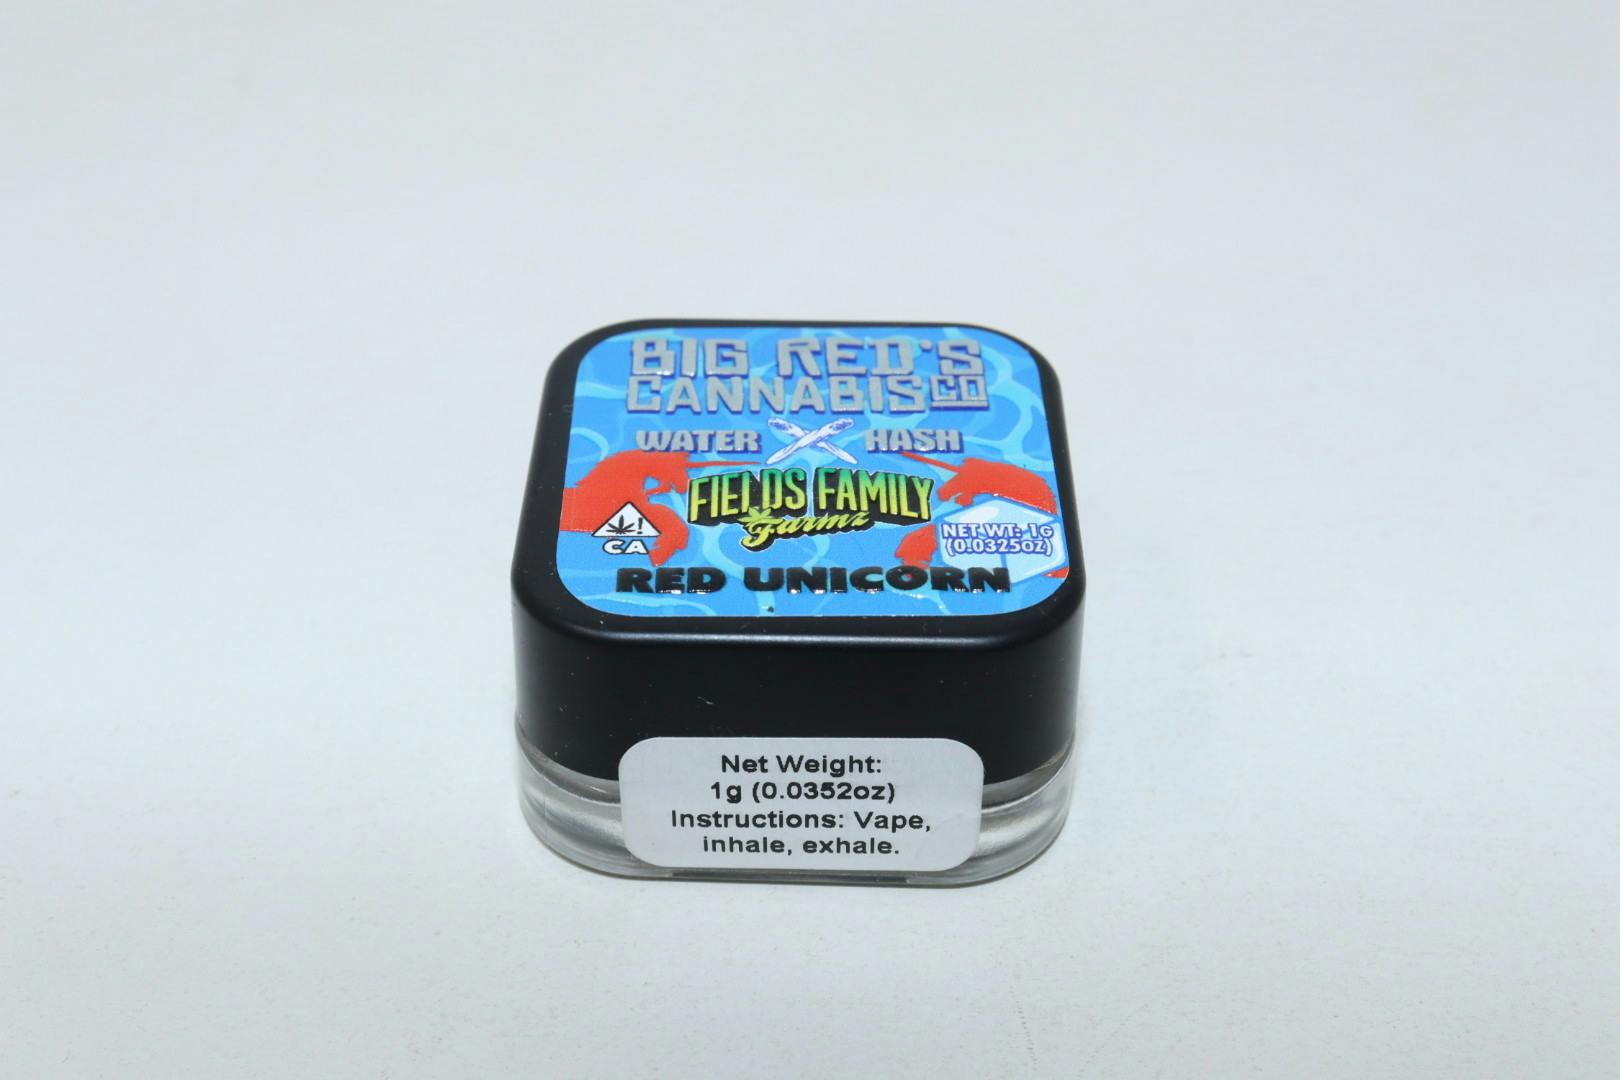 BIG RED'S
CANNABIS CO
WATER HASH
FIELDS FAMILY
Farmz
CA
NET WT: 1G
(0.0325OZ)
RED UNICORN
Net Weight:
1g (0.0352oz)
Instructions: Vape,
inhale, exhale.